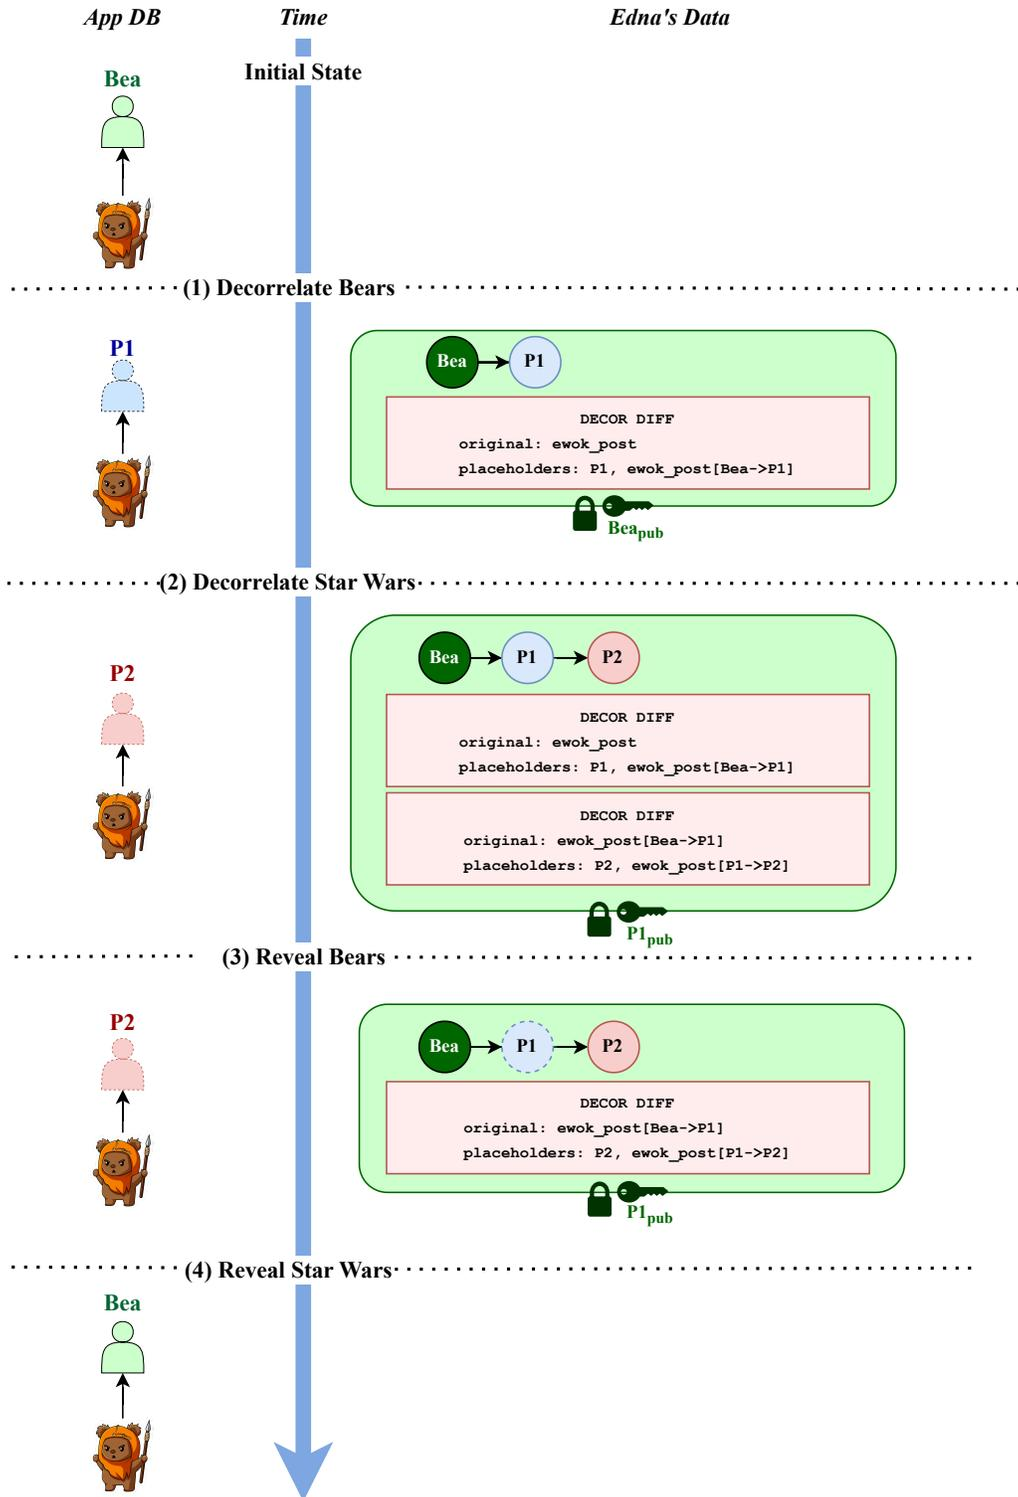 App DB Time Edna's Data
Initial State
Bea
(1) Decorrelate Bears
P1
Bea P1
DECOR DIFF
original: ewok_post
placeholders: P1, ewok_post[Bea->P1]
Beapub
(2) Decorrelate Star Wars
P2
Bea P1 P2
DECOR DIFF
original: ewok_post
placeholders: P1, ewok_post[Bea->P1]
DECOR DIFF
original: ewok_post[Bea->P1]
placeholders: P2, ewok_post[P1->P2]
P1pub
(3) Reveal Bears
P2
Bea P1 P2
DECOR DIFF
original: ewok_post[Bea->P1]
placeholders: P2, ewok_post[P1->P2]
P1pub
(4) Reveal Star Wars
Bea